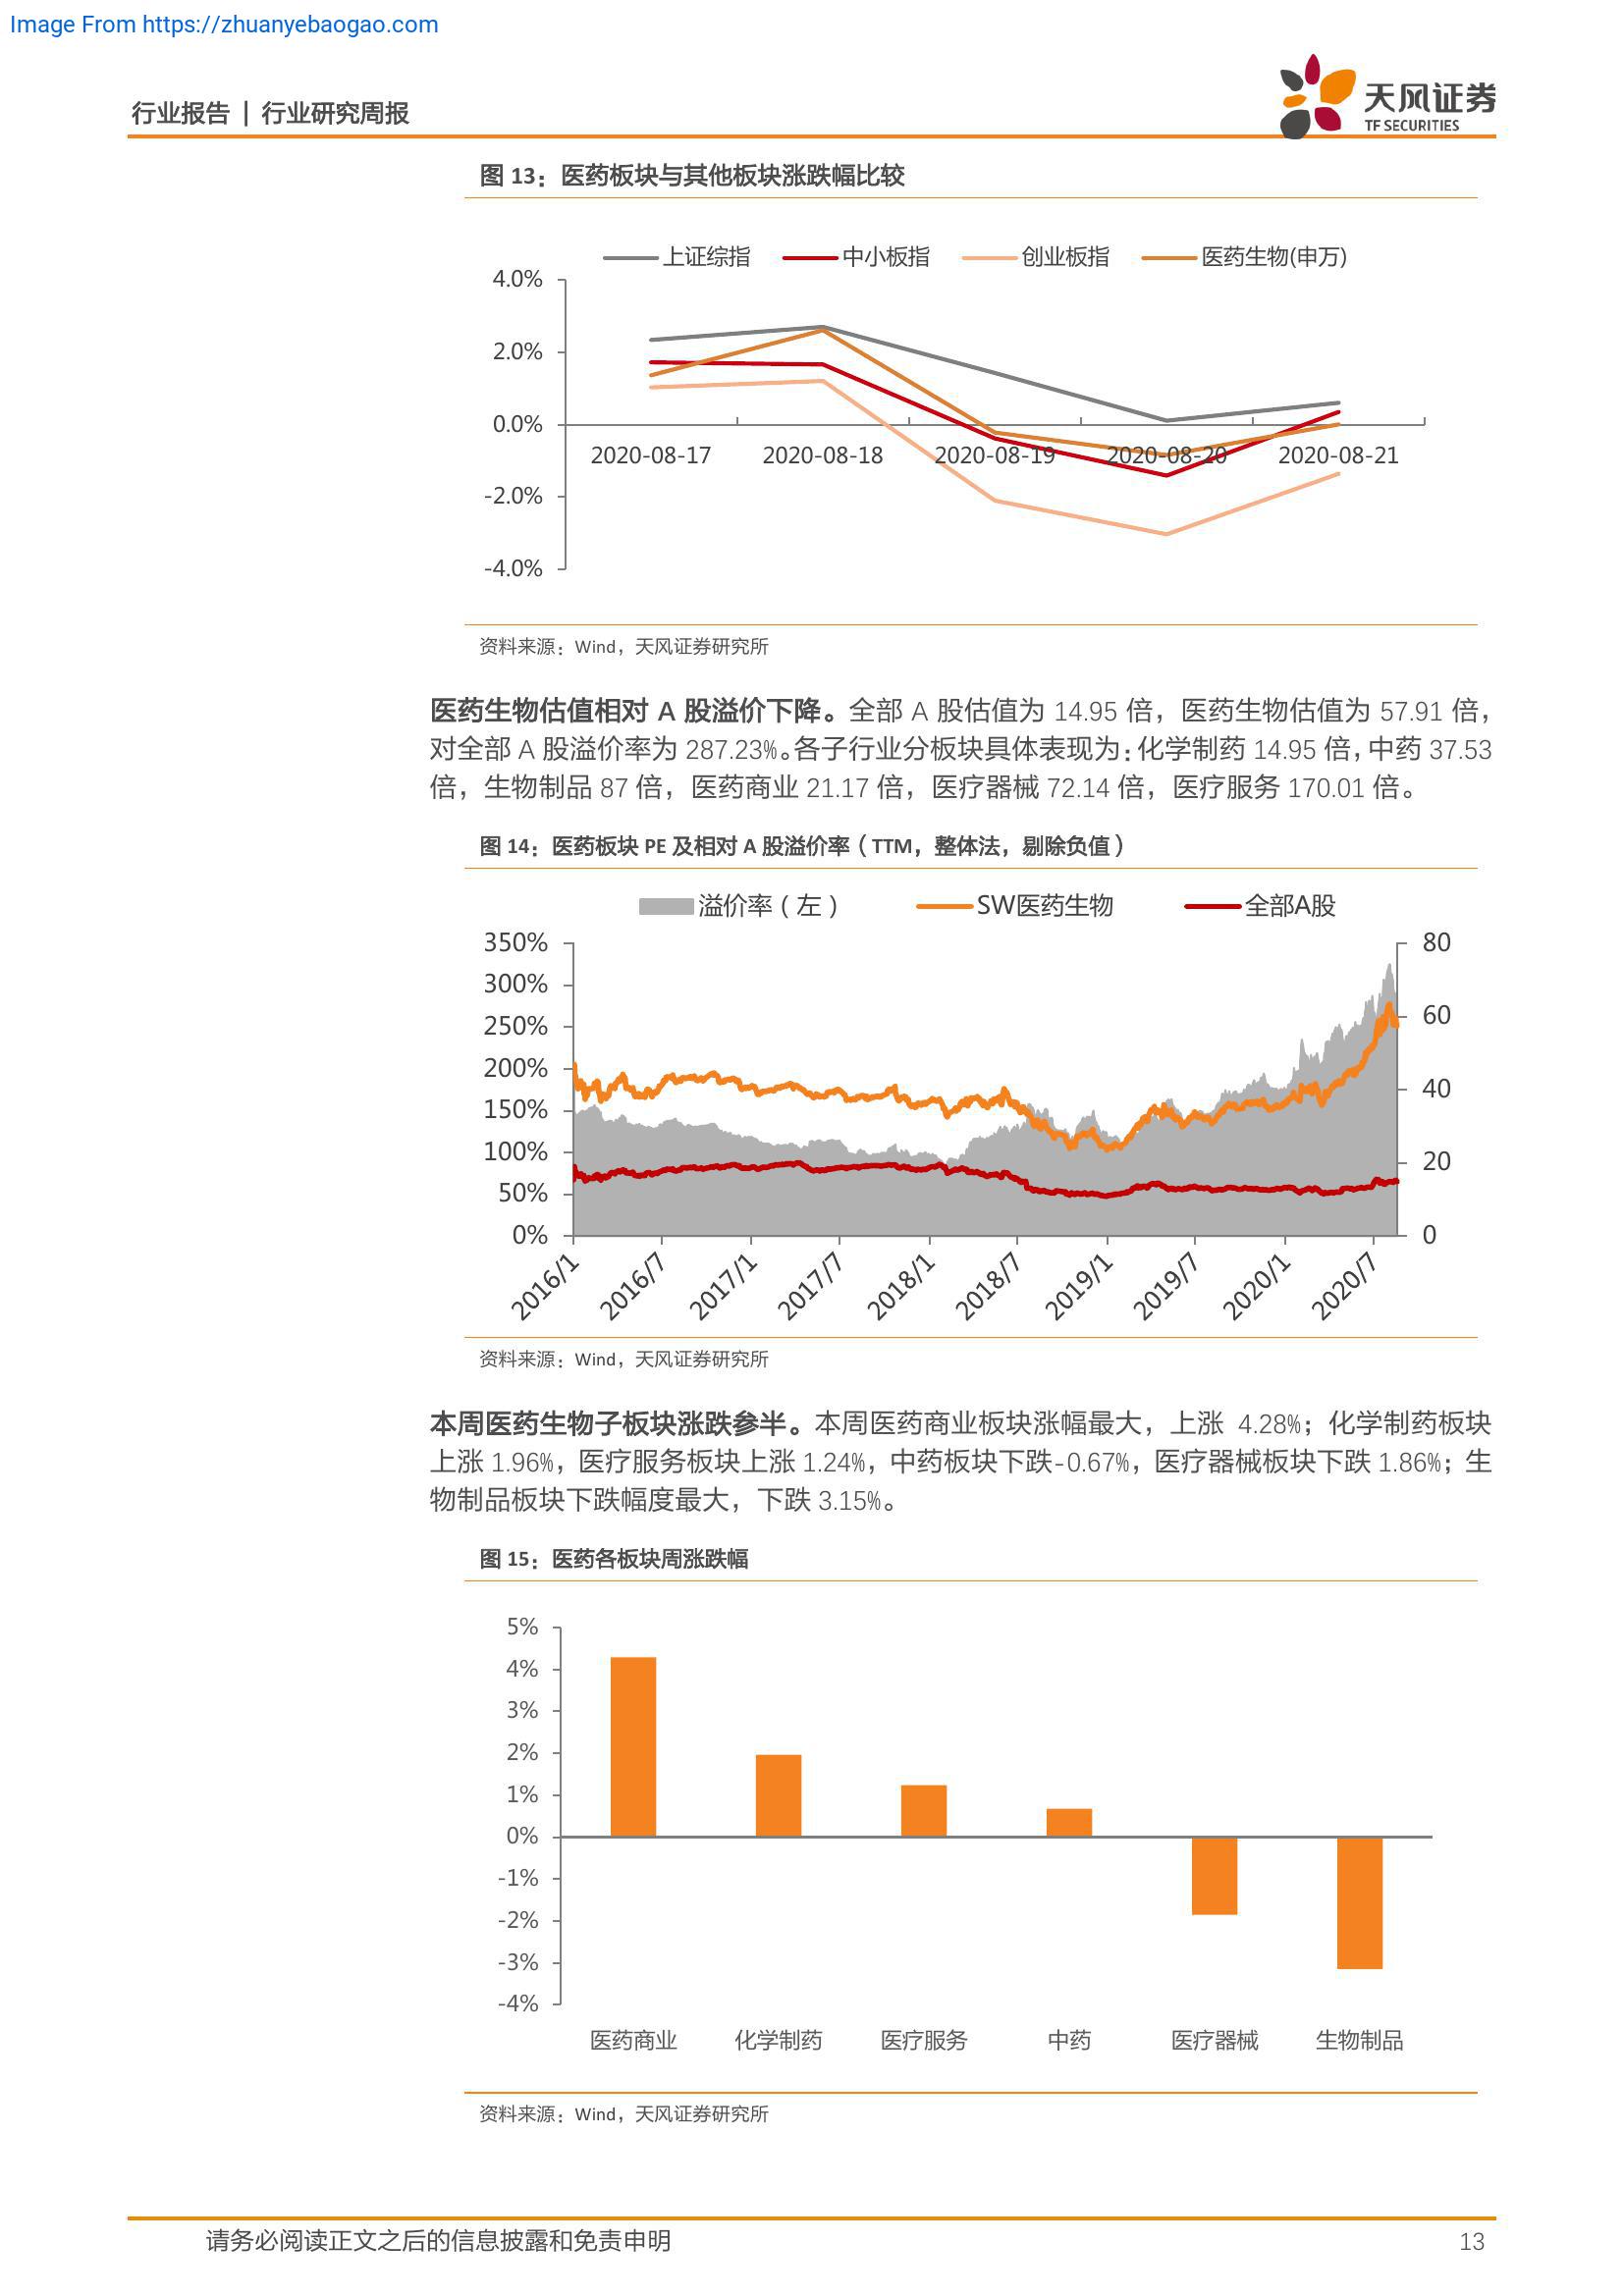 Image From https://zhuanyebaogao.com
行业报告 | 行业研究周报
天风证券
TF SECURITIES
图 13：医药板块与其他板块涨跌幅比较
上证综指 中小板指 创业板指 医药生物(申万)
4.0%
2.0%
0.0%
2020-08-17 2020-08-18 2020-08-19 2020-08-20 2020-08-21
-2.0%
-4.0%
资料来源：Wind，天风证券研究所
医药生物估值相对 A 股溢价下降。全部 A 股估值为 14.95 倍，医药生物估值为 57.91 倍，
对全部 A 股溢价率为 287.23%。各子行业分板块具体表现为：化学制药 14.95 倍，中药 37.53
倍，生物制品 87 倍，医药商业 21.17 倍，医疗器械 72.14 倍，医疗服务 170.01 倍。
图 14：医药板块 PE 及相对 A 股溢价率（TTM，整体法，剔除负值）
溢价率（左） SW医药生物 全部A股
350% 80
300%
250% 60
200%
150% 40
100% 20
50%
0% 0
2016/1 2016/7 2017/1 2017/7 2018/1 2018/7 2019/1 2019/7 2020/1 2020/7
资料来源：Wind，天风证券研究所
本周医药生物子板块涨跌参半。本周医药商业板块涨幅最大，上涨 4.28%；化学制药板块
上涨 1.96%，医疗服务板块上涨 1.24%，中药板块下跌-0.67%，医疗器械板块下跌 1.86%；生
物制品板块下跌幅度最大，下跌 3.15%。
图 15：医药各板块周涨跌幅
5%
4%
3%
2%
1%
0%
-1%
-2%
-3%
-4%
医药商业 化学制药 医疗服务 中药 医疗器械 生物制品
资料来源：Wind，天风证券研究所
请务必阅读正文之后的信息披露和免责申明 13